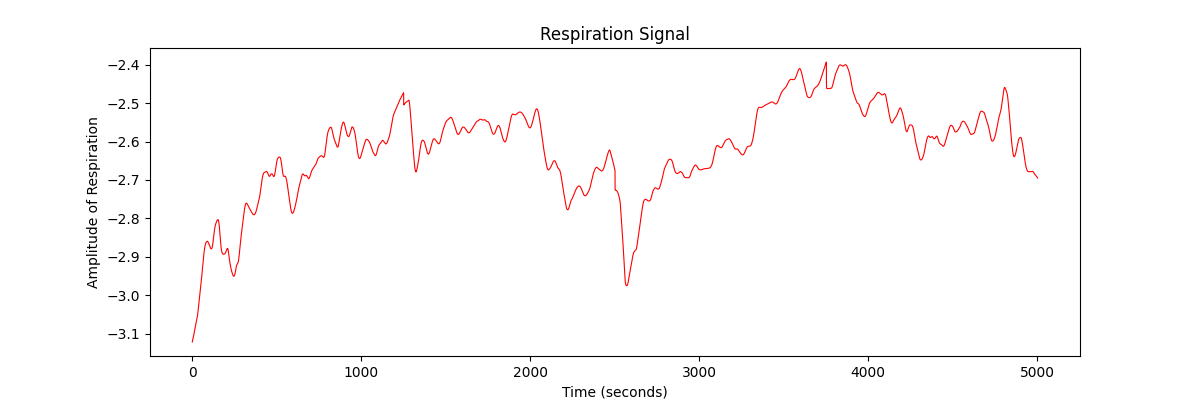 Respiration Signal
Amplitude of Respiration
−2.4
−2.5
−2.6
−2.7
−2.8
−2.9
−3.0
−3.1
0 1000 2000 3000 4000 5000
Time (seconds)